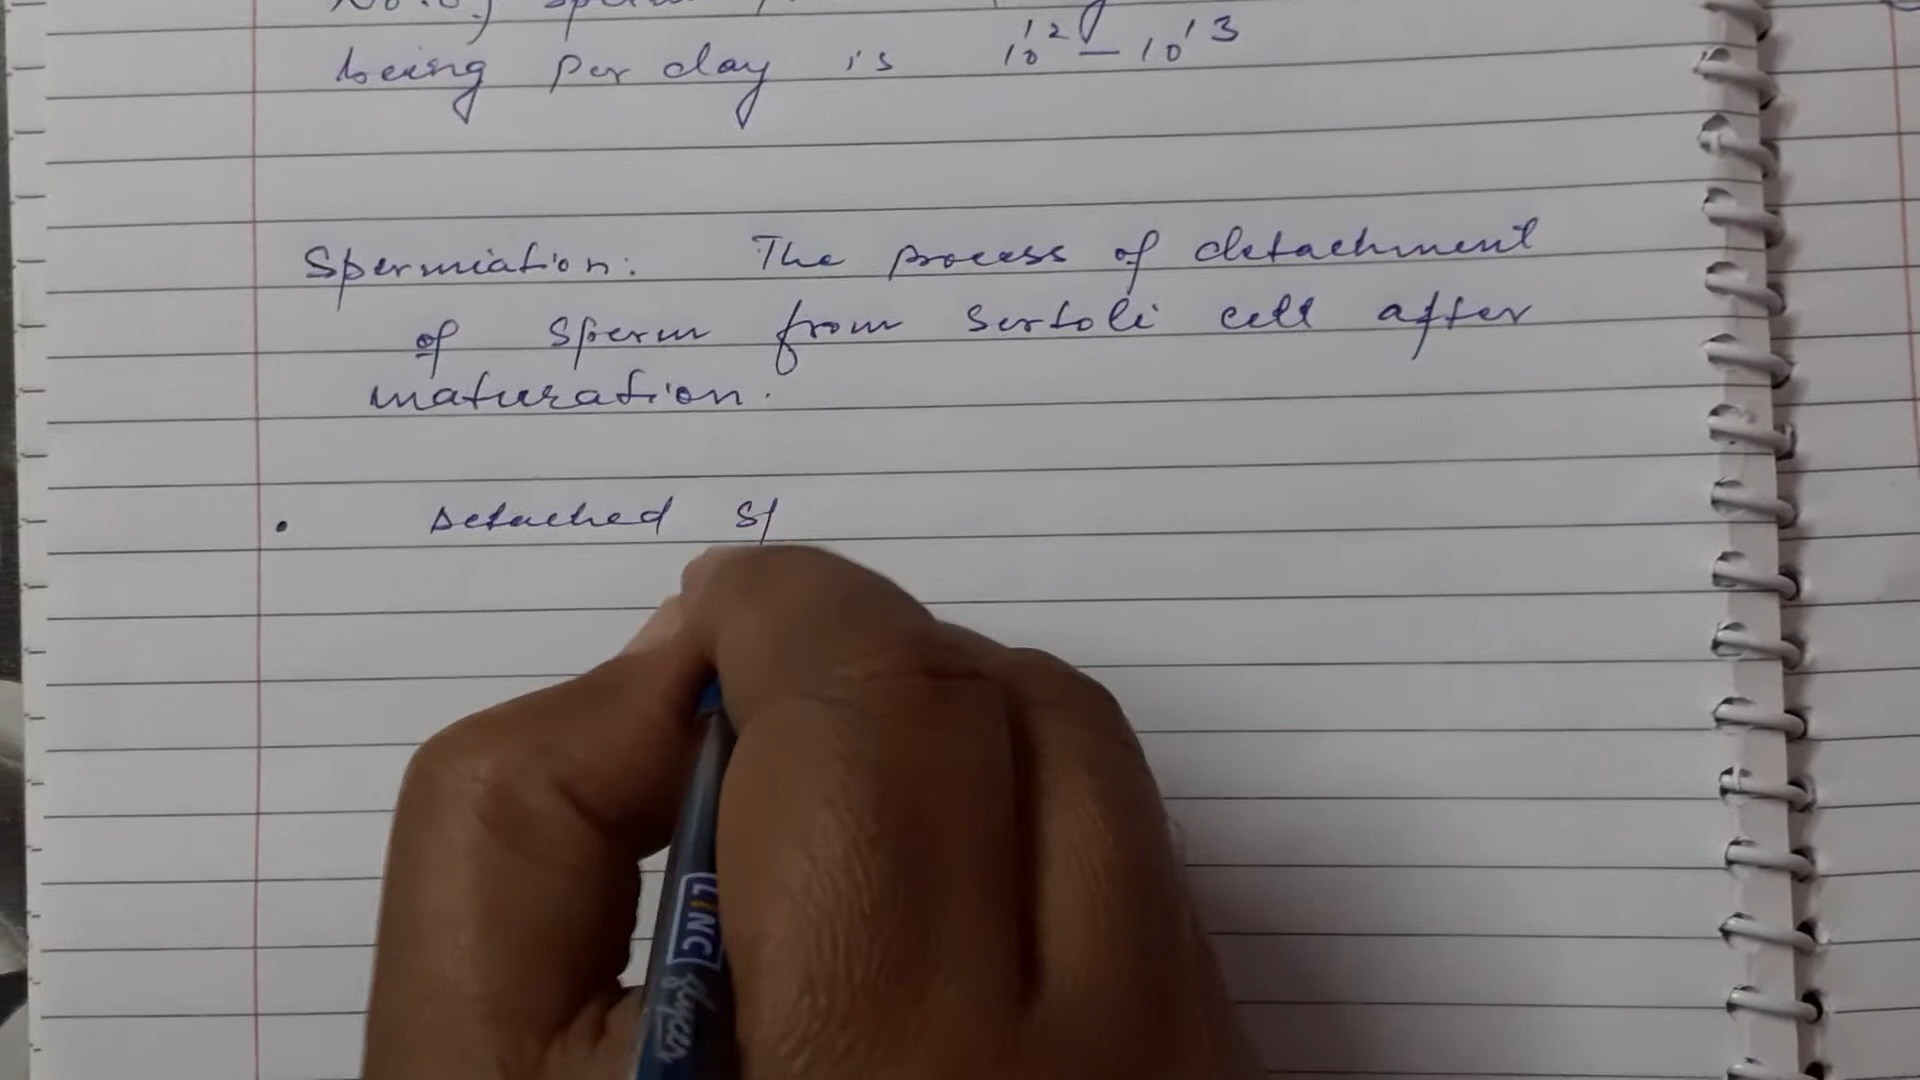 being per day is 10¹² – 10¹³
Spermiation: The process of detachment
of sperm from Sertoli cell after
maturation.
• Detached sp
LINC